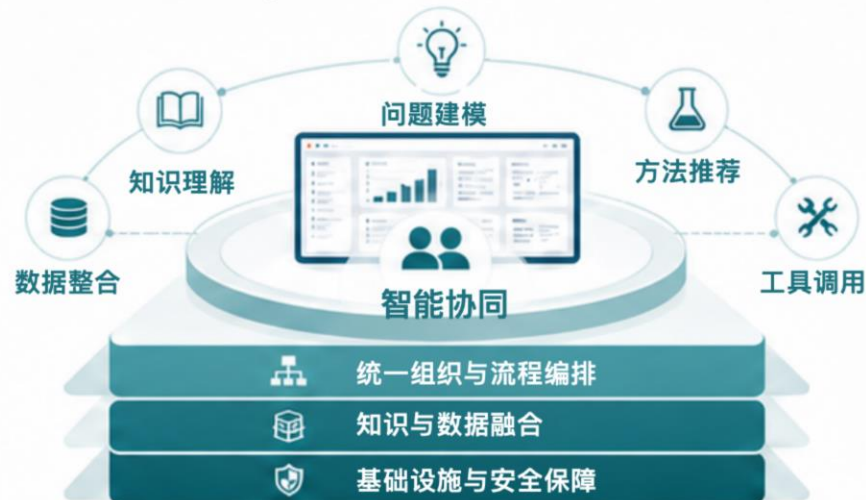 问题建模
知识理解
方法推荐
数据整合
工具调用
智能协同
统一组织与流程编排
知识与数据融合
基础设施与安全保障